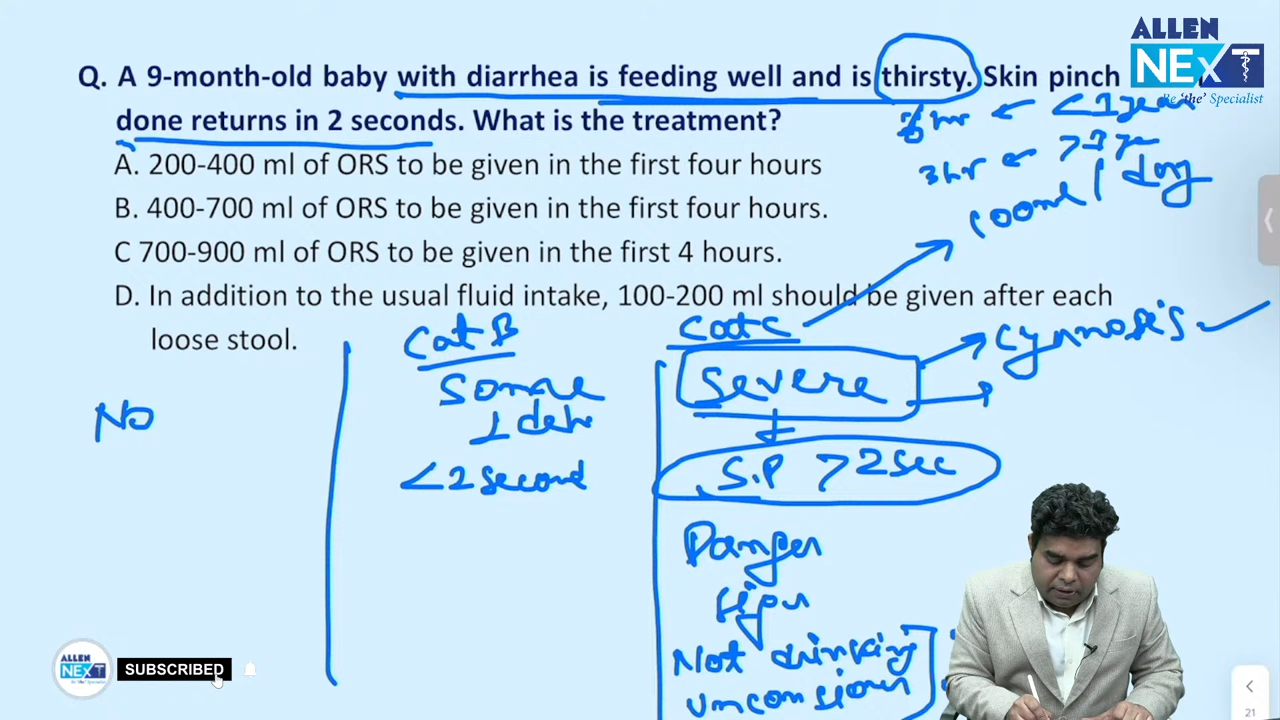 ALLEN
NEXT
Be 'the' Specialist
Q. A 9-month-old baby with diarrhea is feeding well and is thirsty. Skin pinch
done returns in 2 seconds. What is the treatment?
A. 200-400 ml of ORS to be given in the first four hours
B. 400-700 ml of ORS to be given in the first four hours.
C 700-900 ml of ORS to be given in the first 4 hours.
D. In addition to the usual fluid intake, 100-200 ml should be given after each
loose stool.
6hr ← <1year
3hr ←
100ml
No
Cat B
Some
deh
<2 second
Cat C
Severe
S.P >2sec
Danger
Sign
Not drinking
ALLEN
NEXT
SUBSCRIBED
21